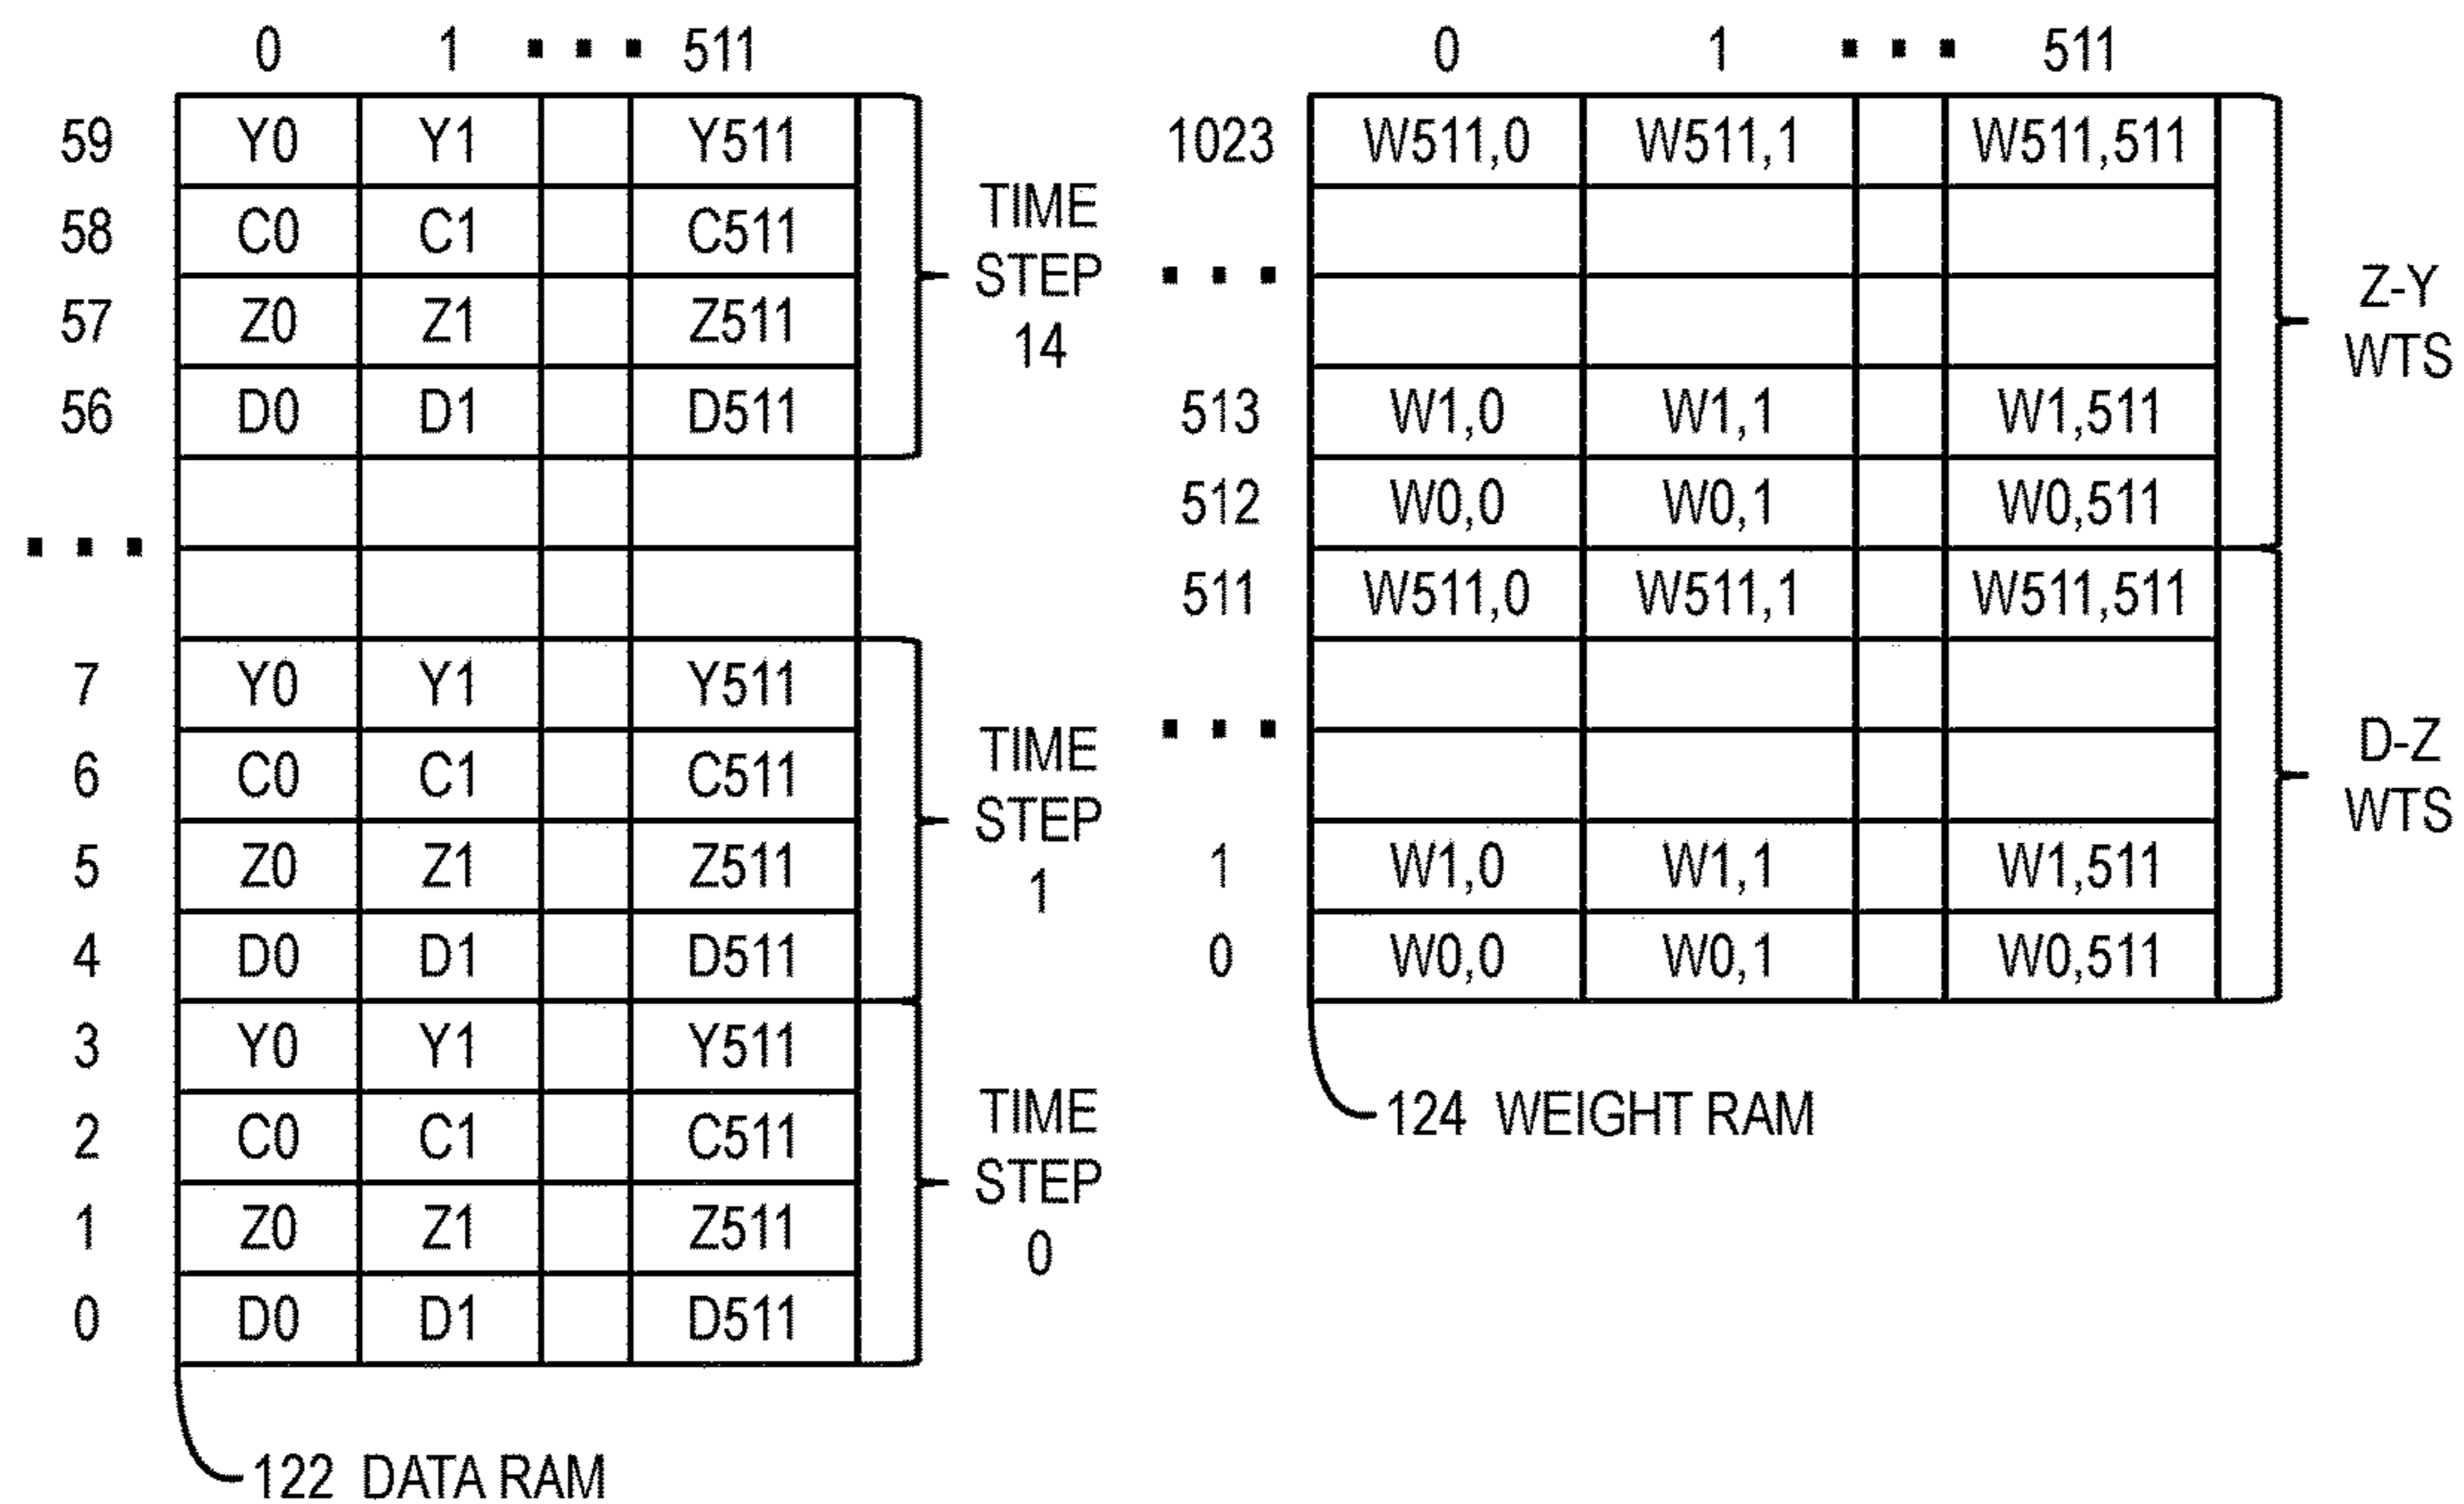 0 1 ... 511
59 Y0 Y1 Y511
58 C0 C1 C511
57 Z0 Z1 Z511
56 D0 D1 D511
TIME
STEP
14
...
7 Y0 Y1 Y511
6 C0 C1 C511
5 Z0 Z1 Z511
4 D0 D1 D511
TIME
STEP
1
3 Y0 Y1 Y511
2 C0 C1 C511
1 Z0 Z1 Z511
0 D0 D1 D511
TIME
STEP
0
122 DATA RAM
0 1 ... 511
1023 W511,0 W511,1 W511,511
...
513 W1,0 W1,1 W1,511
512 W0,0 W0,1 W0,511
Z-Y
WTS
511 W511,0 W511,1 W511,511
...
1 W1,0 W1,1 W1,511
0 W0,0 W0,1 W0,511
D-Z
WTS
124 WEIGHT RAM